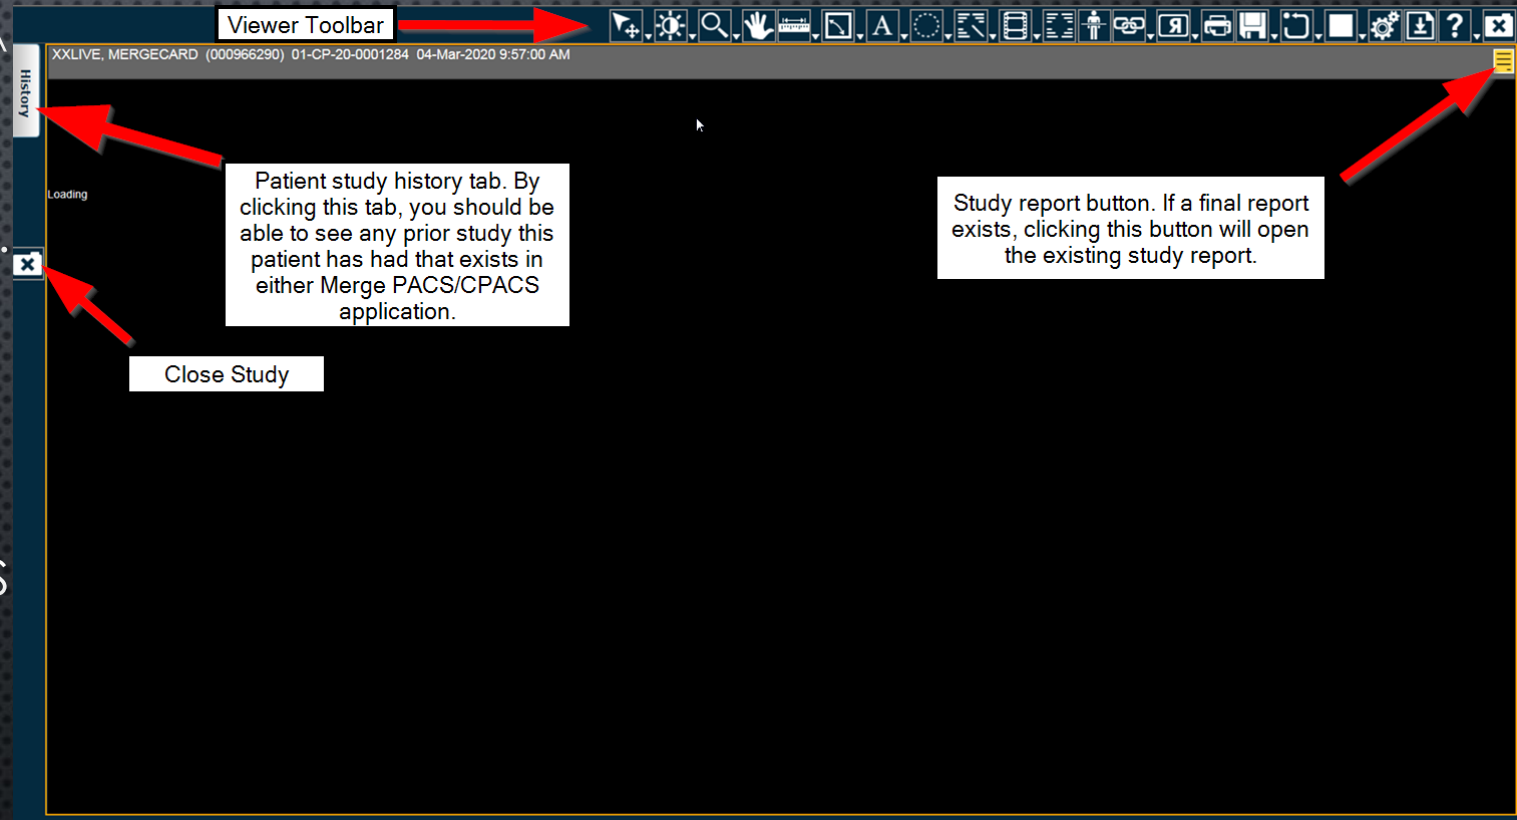 Viewer Toolbar
A
XXLIVE, MERGECARD (000966290) 01-CP-20-0001284 04-Mar-2020 9:57:00 AM
History
Patient study history tab. By
clicking this tab, you should be
able to see any prior study this
patient has had that exists in
either Merge PACS/CPACS
application.
Study report button. If a final report
exists, clicking this button will open
the existing study report.
Loading
Close Study